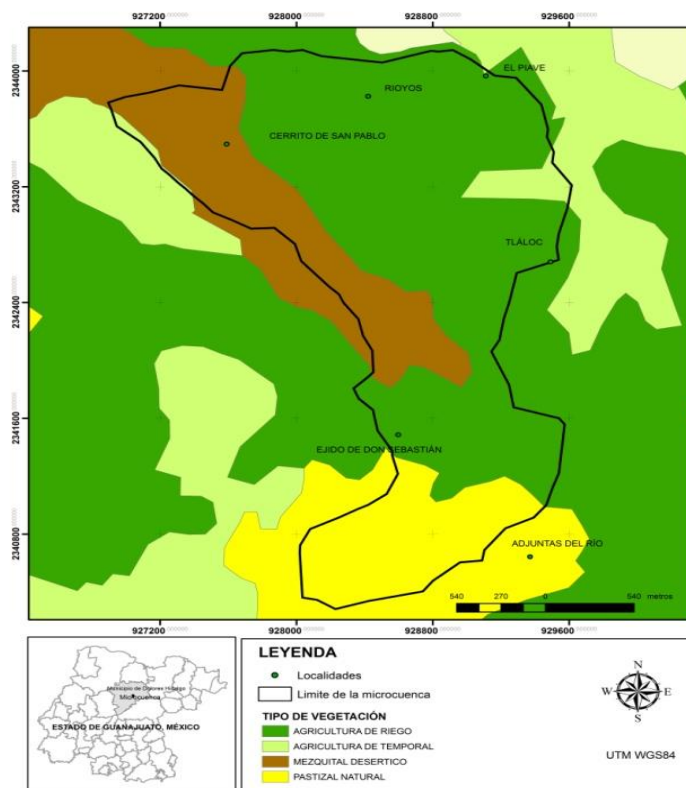 927200 928000 928800 929600
2344000
2343200
2342400
2341600
2340800
EL PIAVE
RIOYOS
CERRITO DE SAN PABLO
TLÁLOC
EJIDO DE DON SEBASTIÁN
ADJUNTAS DEL RÍO
540 270 0 540 metros
927200 928000 928800 929600
Municipio de Dolores Hidalgo
Microcuenca
ESTADO DE GUANAJUATO, MÉXICO
LEYENDA
Localidades
Limite de la microcuenca
TIPO DE VEGETACIÓN
AGRICULTURA DE RIEGO
AGRICULTURA DE TEMPORAL
MEZQUITAL DESERTICO
PASTIZAL NATURAL
N
W E
S
UTM WGS84